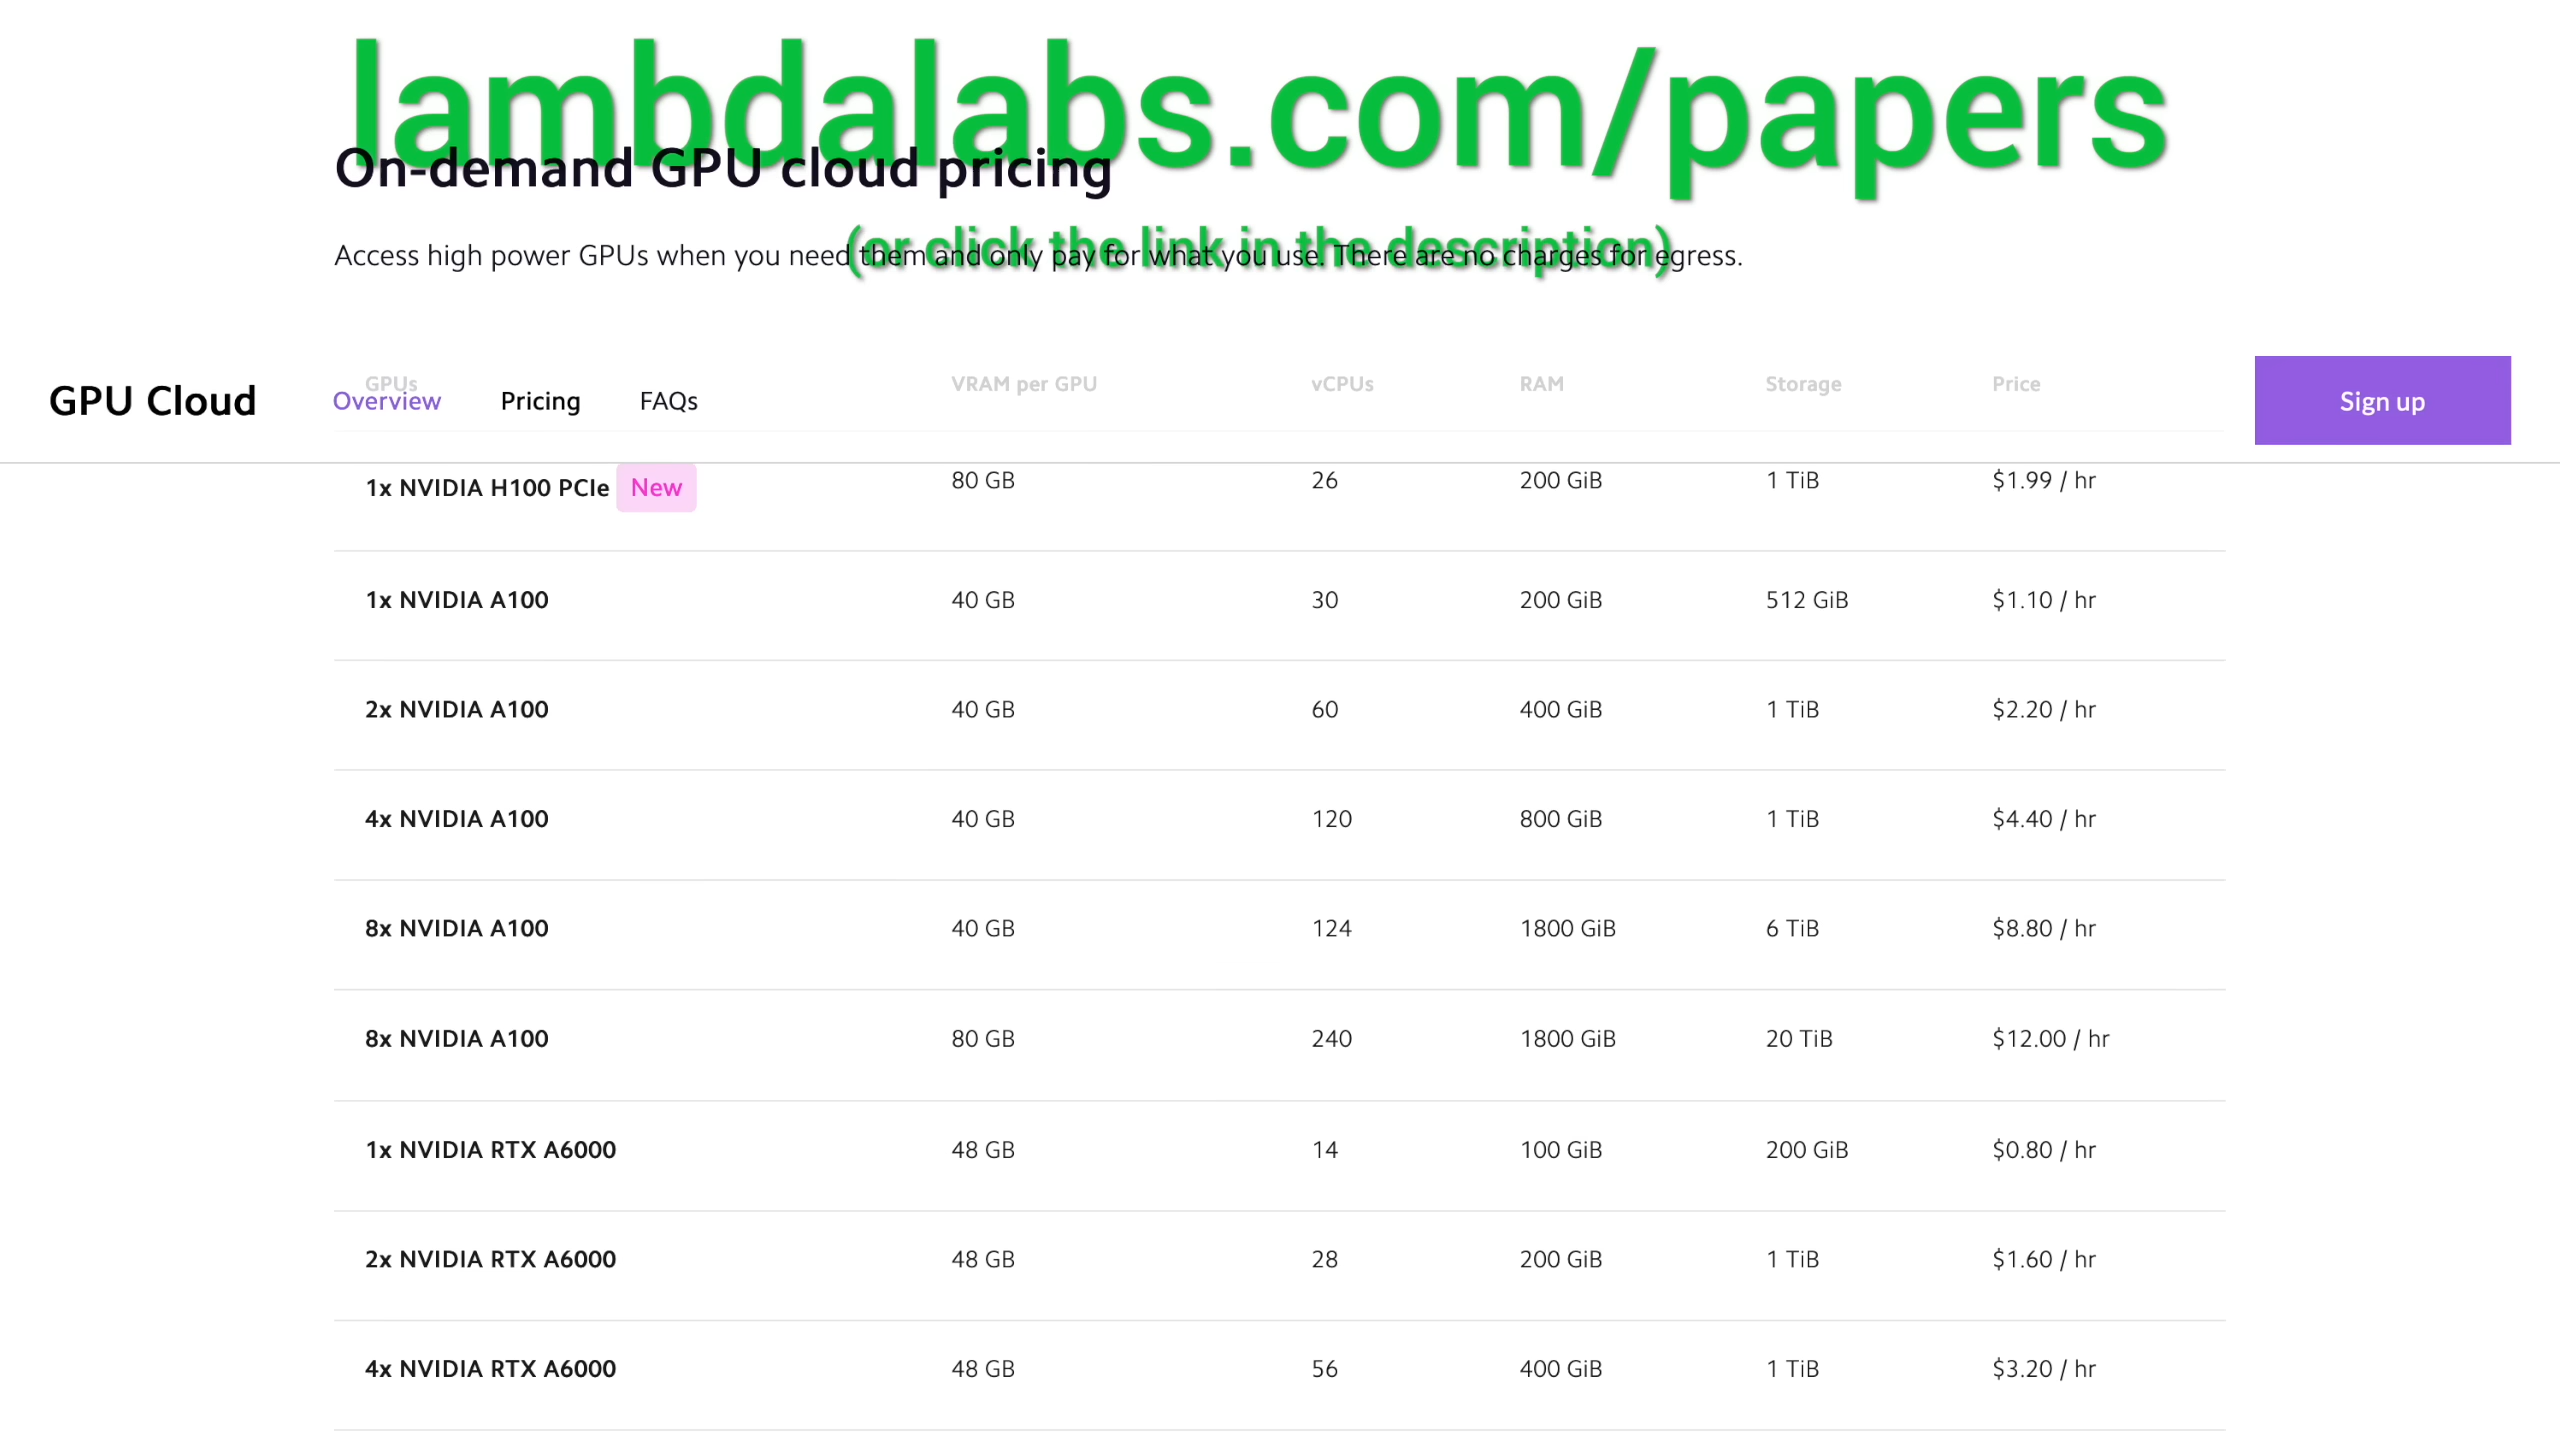 lambdalabs.com/papers
On-demand GPU cloud pricing
(or click the link in the description)
Access high power GPUs when you need them and only pay for what you use. There are no charges for egress.
GPUs VRAM per GPU vCPUs RAM Storage Price
GPU Cloud Overview Pricing FAQs Sign up
1x NVIDIA H100 PCIe New 80 GB 26 200 GiB 1 TiB $1.99 / hr
1x NVIDIA A100 40 GB 30 200 GiB 512 GiB $1.10 / hr
2x NVIDIA A100 40 GB 60 400 GiB 1 TiB $2.20 / hr
4x NVIDIA A100 40 GB 120 800 GiB 1 TiB $4.40 / hr
8x NVIDIA A100 40 GB 124 1800 GiB 6 TiB $8.80 / hr
8x NVIDIA A100 80 GB 240 1800 GiB 20 TiB $12.00 / hr
1x NVIDIA RTX A6000 48 GB 14 100 GiB 200 GiB $0.80 / hr
2x NVIDIA RTX A6000 48 GB 28 200 GiB 1 TiB $1.60 / hr
4x NVIDIA RTX A6000 48 GB 56 400 GiB 1 TiB $3.20 / hr